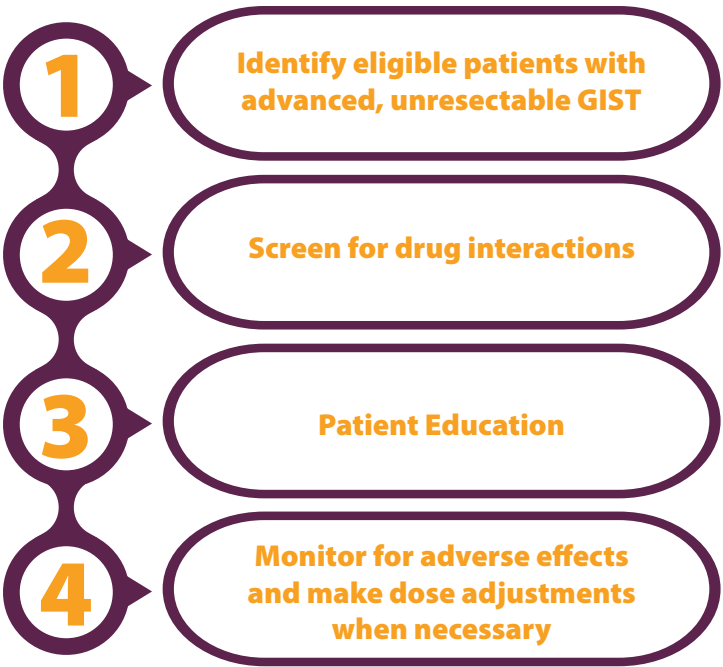 1
Identify eligible patients with
advanced, unresectable GIST
2
Screen for drug interactions
3
Patient Education
4
Monitor for adverse effects
and make dose adjustments
when necessary